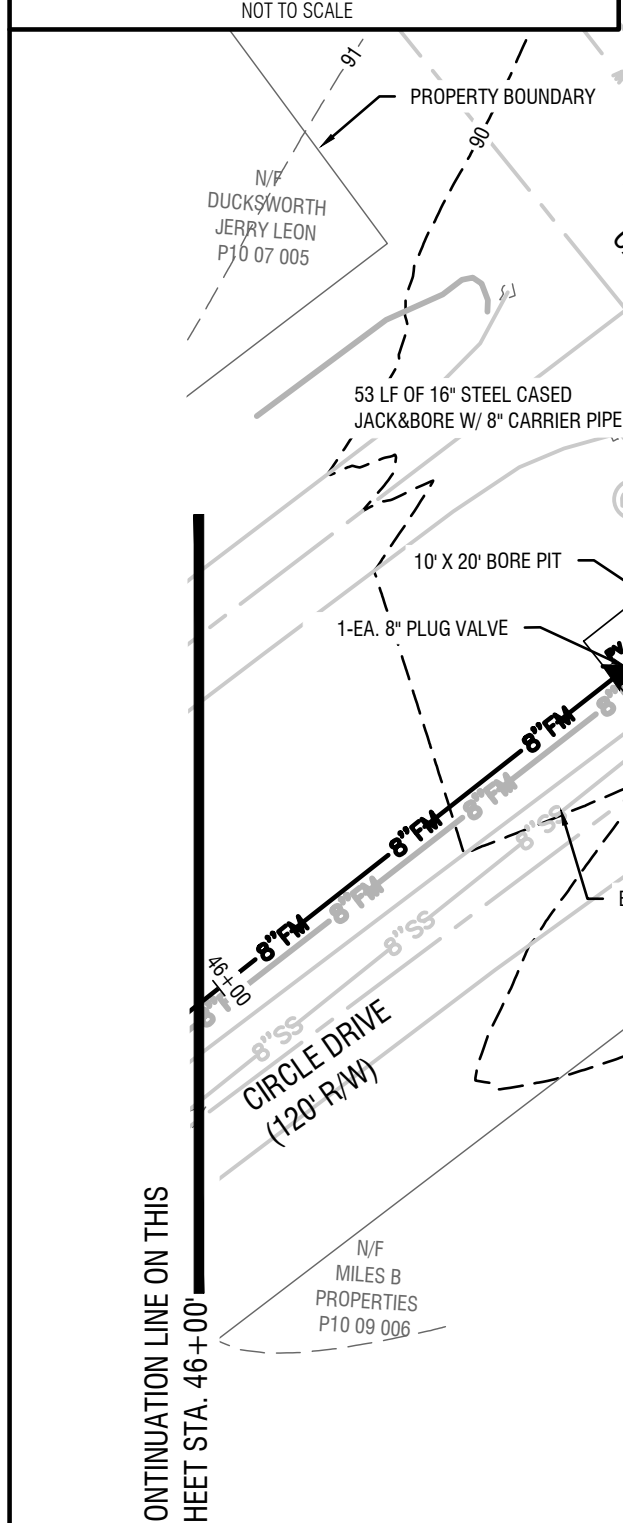 NOT TO SCALE
91
PROPERTY BOUNDARY
90
N/F
DUCKSWORTH
JERRY LEON
P10 07 005
53 LF OF 16" STEEL CASED
JACK&BORE W/ 8" CARRIER PIPE
10' X 20' BORE PIT
1-EA. 8" PLUG VALVE
PV
8"FM
8"FM
8"FM
8"SS
8"FM
8"FM
8"SS
46+00
8"SS
CIRCLE DRIVE
(120' R/W)
N/F
MILES B
PROPERTIES
P10 09 006
ONTINUATION LINE ON THIS
HEET STA. 46+00'